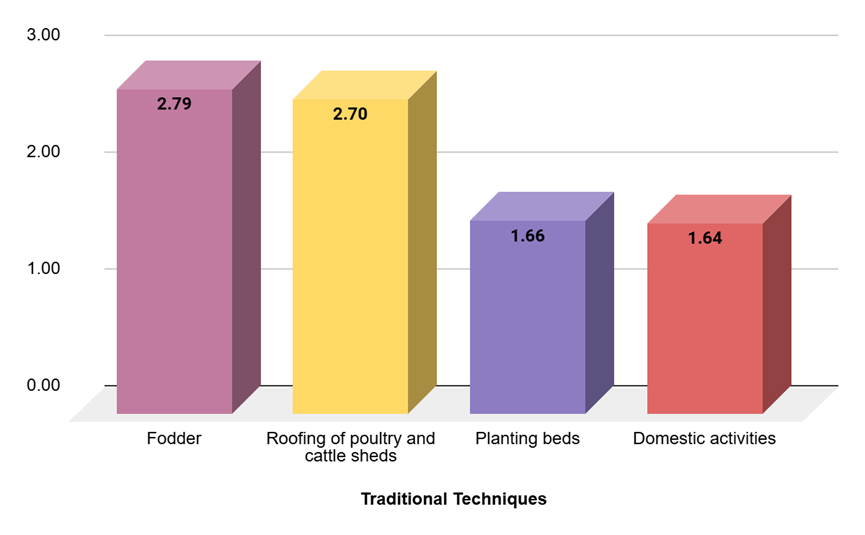 3.00
2.79
2.70
2.00
1.66
1.64
1.00
0.00
Fodder
Roofing of poultry and
cattle sheds
Planting beds
Domestic activities
Traditional Techniques